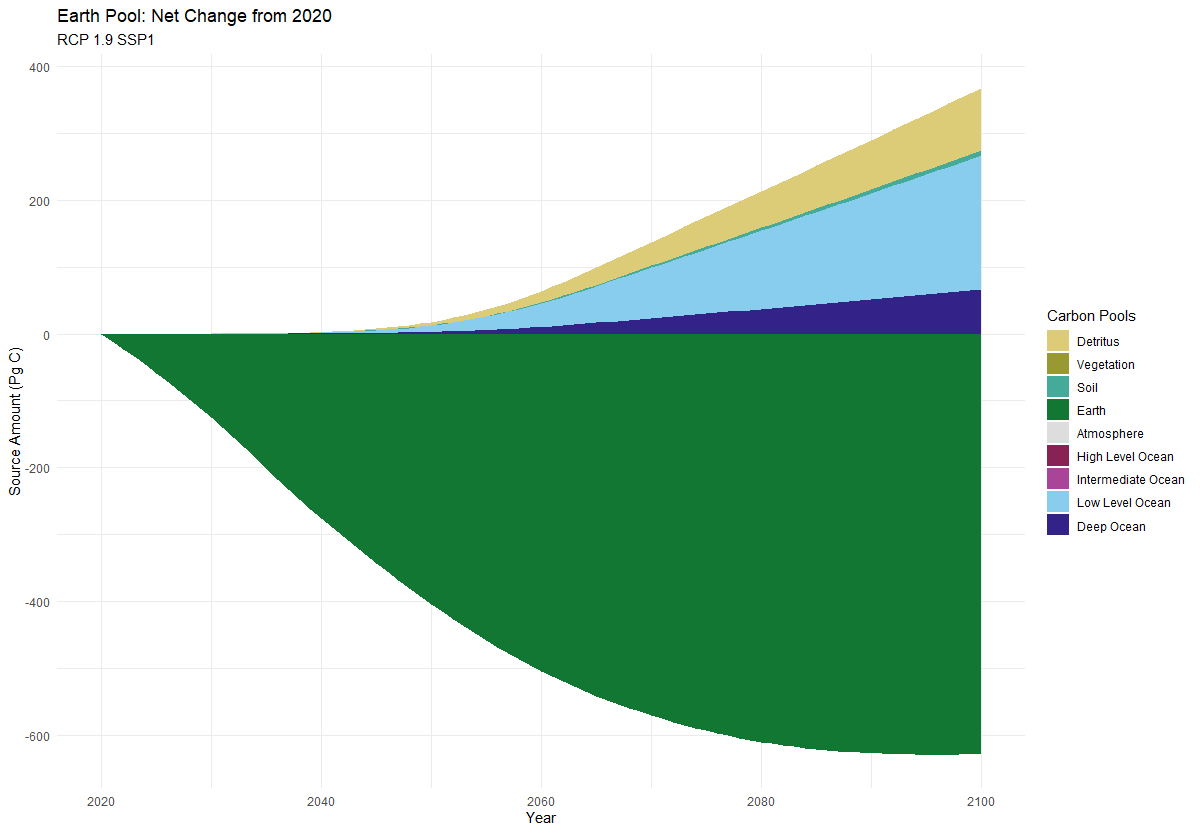 Earth Pool: Net Change from 2020
RCP 1.9 SSP1
400
200
0
-200
-400
-600
Source Amount (Pg C)
2020
2040
2060
2080
2100
Year
Carbon Pools
Detritus
Vegetation
Soil
Earth
Atmosphere
High Level Ocean
Intermediate Ocean
Low Level Ocean
Deep Ocean